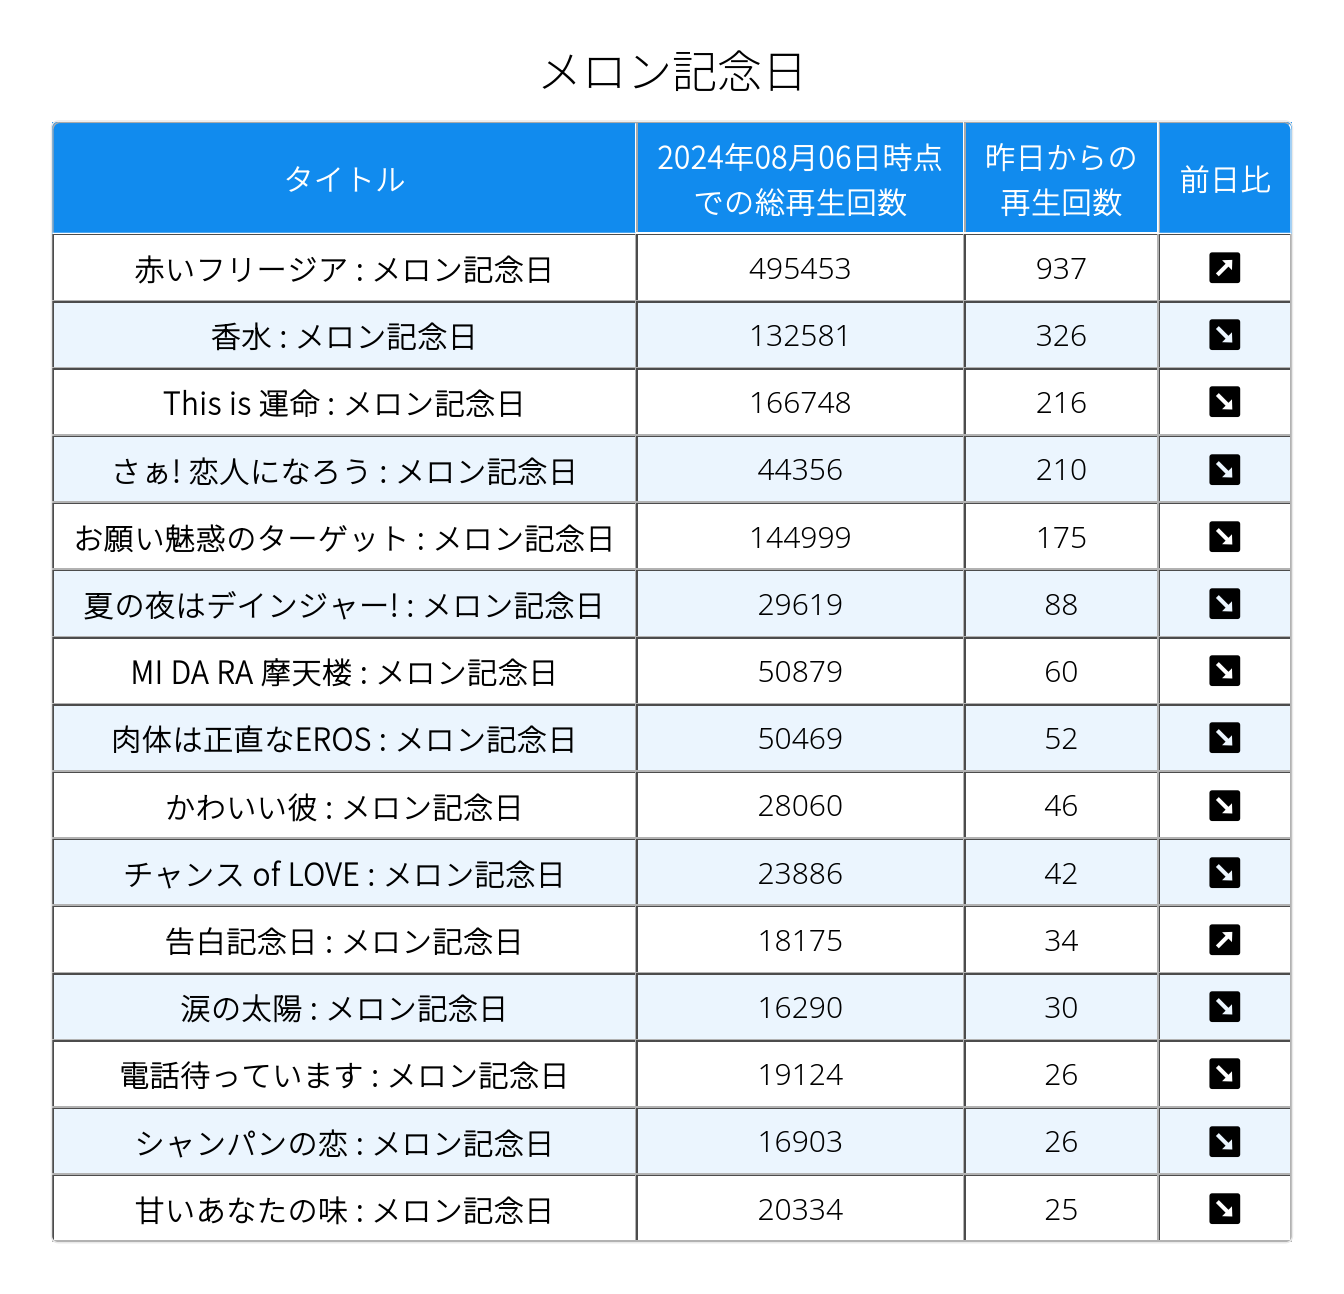 メロン記念日
タイトル 2024年08月06日時点での総再生回数 昨日からの再生回数 前日比
赤いフリージア : メロン記念日 495453 937 ↗
香水 : メロン記念日 132581 326 ↘
This is 運命 : メロン記念日 166748 216 ↘
さぁ! 恋人になろう : メロン記念日 44356 210 ↘
お願い魅惑のターゲット : メロン記念日 144999 175 ↘
夏の夜はデインジャー! : メロン記念日 29619 88 ↘
MI DA RA 摩天楼 : メロン記念日 50879 60 ↘
肉体は正直なEROS : メロン記念日 50469 52 ↘
かわいい彼 : メロン記念日 28060 46 ↘
チャンス of LOVE : メロン記念日 23886 42 ↘
告白記念日 : メロン記念日 18175 34 ↗
涙の太陽 : メロン記念日 16290 30 ↘
電話待っています : メロン記念日 19124 26 ↘
シャンパンの恋 : メロン記念日 16903 26 ↘
甘いあなたの味 : メロン記念日 20334 25 ↘